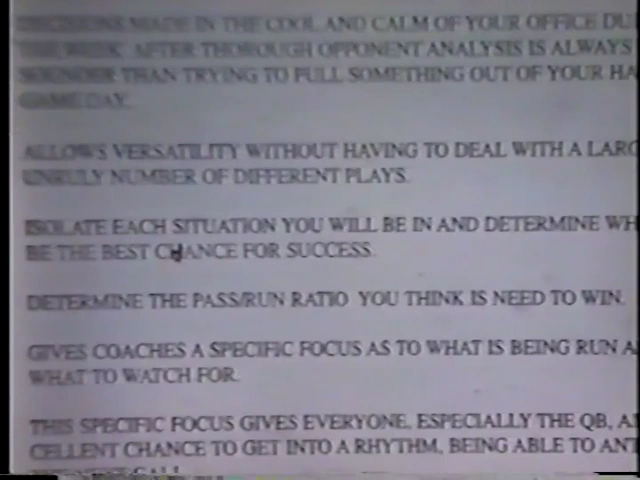 DECISIONS MADE IN THE COOL AND CALM OF YOUR OFFICE DU
THE WEEK AFTER THOROUGH OPPONENT ANALYSIS IS ALWAYS
SOUNDER THAN TRYING TO PULL SOMETHING OUT OF YOUR HA
GAME DAY.
ALLOWS VERSATILITY WITHOUT HAVING TO DEAL WITH A LARG
UNRULY NUMBER OF DIFFERENT PLAYS.
ISOLATE EACH SITUATION YOU WILL BE IN AND DETERMINE WH
BE THE BEST CHANCE FOR SUCCESS.
DETERMINE THE PASS/RUN RATIO YOU THINK IS NEED TO WIN.
GIVES COACHES A SPECIFIC FOCUS AS TO WHAT IS BEING RUN A
WHAT TO WATCH FOR.
THIS SPECIFIC FOCUS GIVES EVERYONE, ESPECIALLY THE QB, A
CELLENT CHANCE TO GET INTO A RHYTHM, BEING ABLE TO ANT
CALL